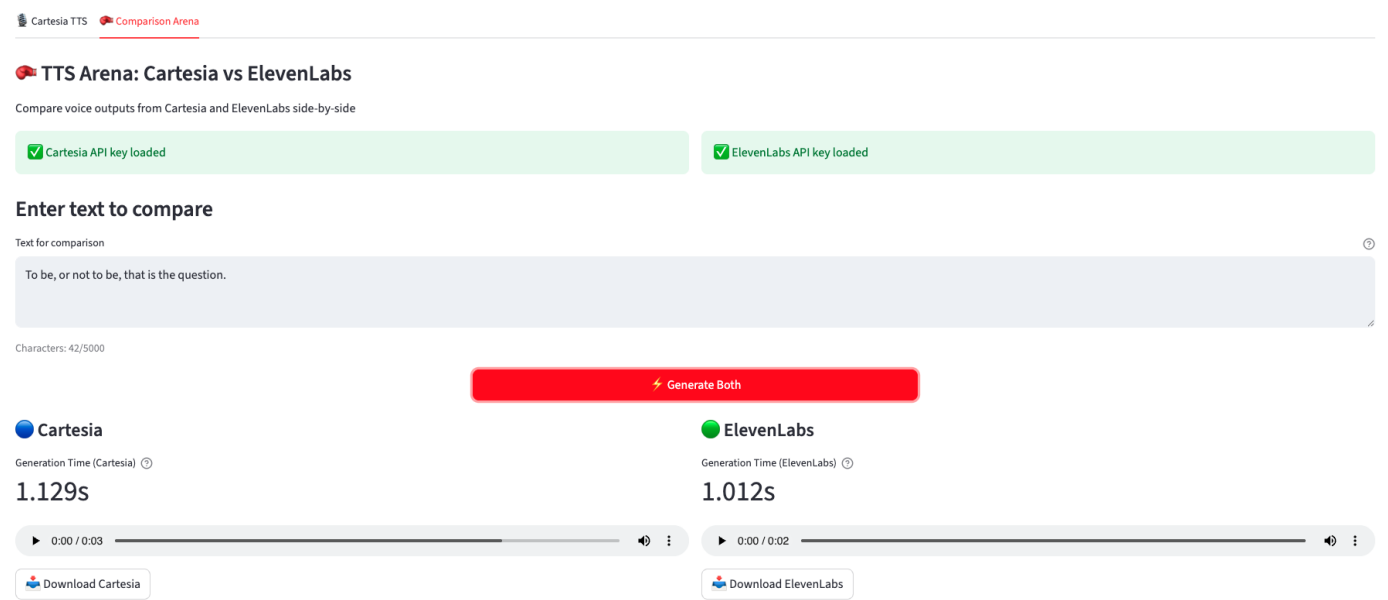 🎙️ Cartesia TTS 🥊 Comparison Arena
🥊 TTS Arena: Cartesia vs ElevenLabs
Compare voice outputs from Cartesia and ElevenLabs side-by-side
✅ Cartesia API key loaded
✅ ElevenLabs API key loaded
Enter text to compare
Text for comparison
To be, or not to be, that is the question.
Characters: 42/5000
⚡ Generate Both
🔵 Cartesia
Generation Time (Cartesia)
1.129s
0:00 / 0:03
📥 Download Cartesia
🟢 ElevenLabs
Generation Time (ElevenLabs)
1.012s
0:00 / 0:02
📥 Download ElevenLabs